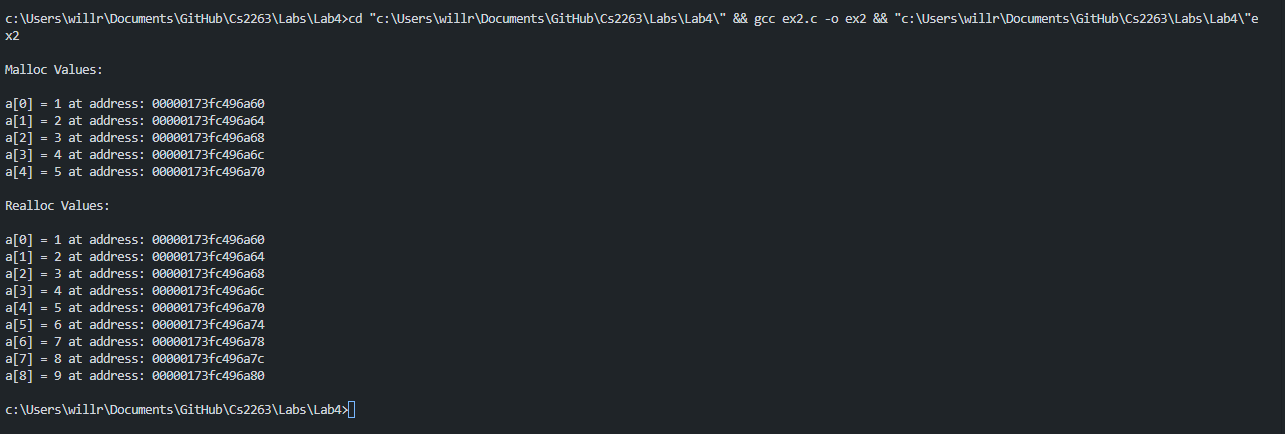 c:\Users\willr\Documents\GitHub\Cs2263\Labs\Lab4>cd "c:\Users\willr\Documents\GitHub\Cs2263\Labs\Lab4\" && gcc ex2.c -o ex2 && "c:\Users\willr\Documents\GitHub\Cs2263\Labs\Lab4\"e
x2
Malloc Values:
a[0] = 1 at address: 00000173fc496a60
a[1] = 2 at address: 00000173fc496a64
a[2] = 3 at address: 00000173fc496a68
a[3] = 4 at address: 00000173fc496a6c
a[4] = 5 at address: 00000173fc496a70
Realloc Values:
a[0] = 1 at address: 00000173fc496a60
a[1] = 2 at address: 00000173fc496a64
a[2] = 3 at address: 00000173fc496a68
a[3] = 4 at address: 00000173fc496a6c
a[4] = 5 at address: 00000173fc496a70
a[5] = 6 at address: 00000173fc496a74
a[6] = 7 at address: 00000173fc496a78
a[7] = 8 at address: 00000173fc496a7c
a[8] = 9 at address: 00000173fc496a80
c:\Users\willr\Documents\GitHub\Cs2263\Labs\Lab4>